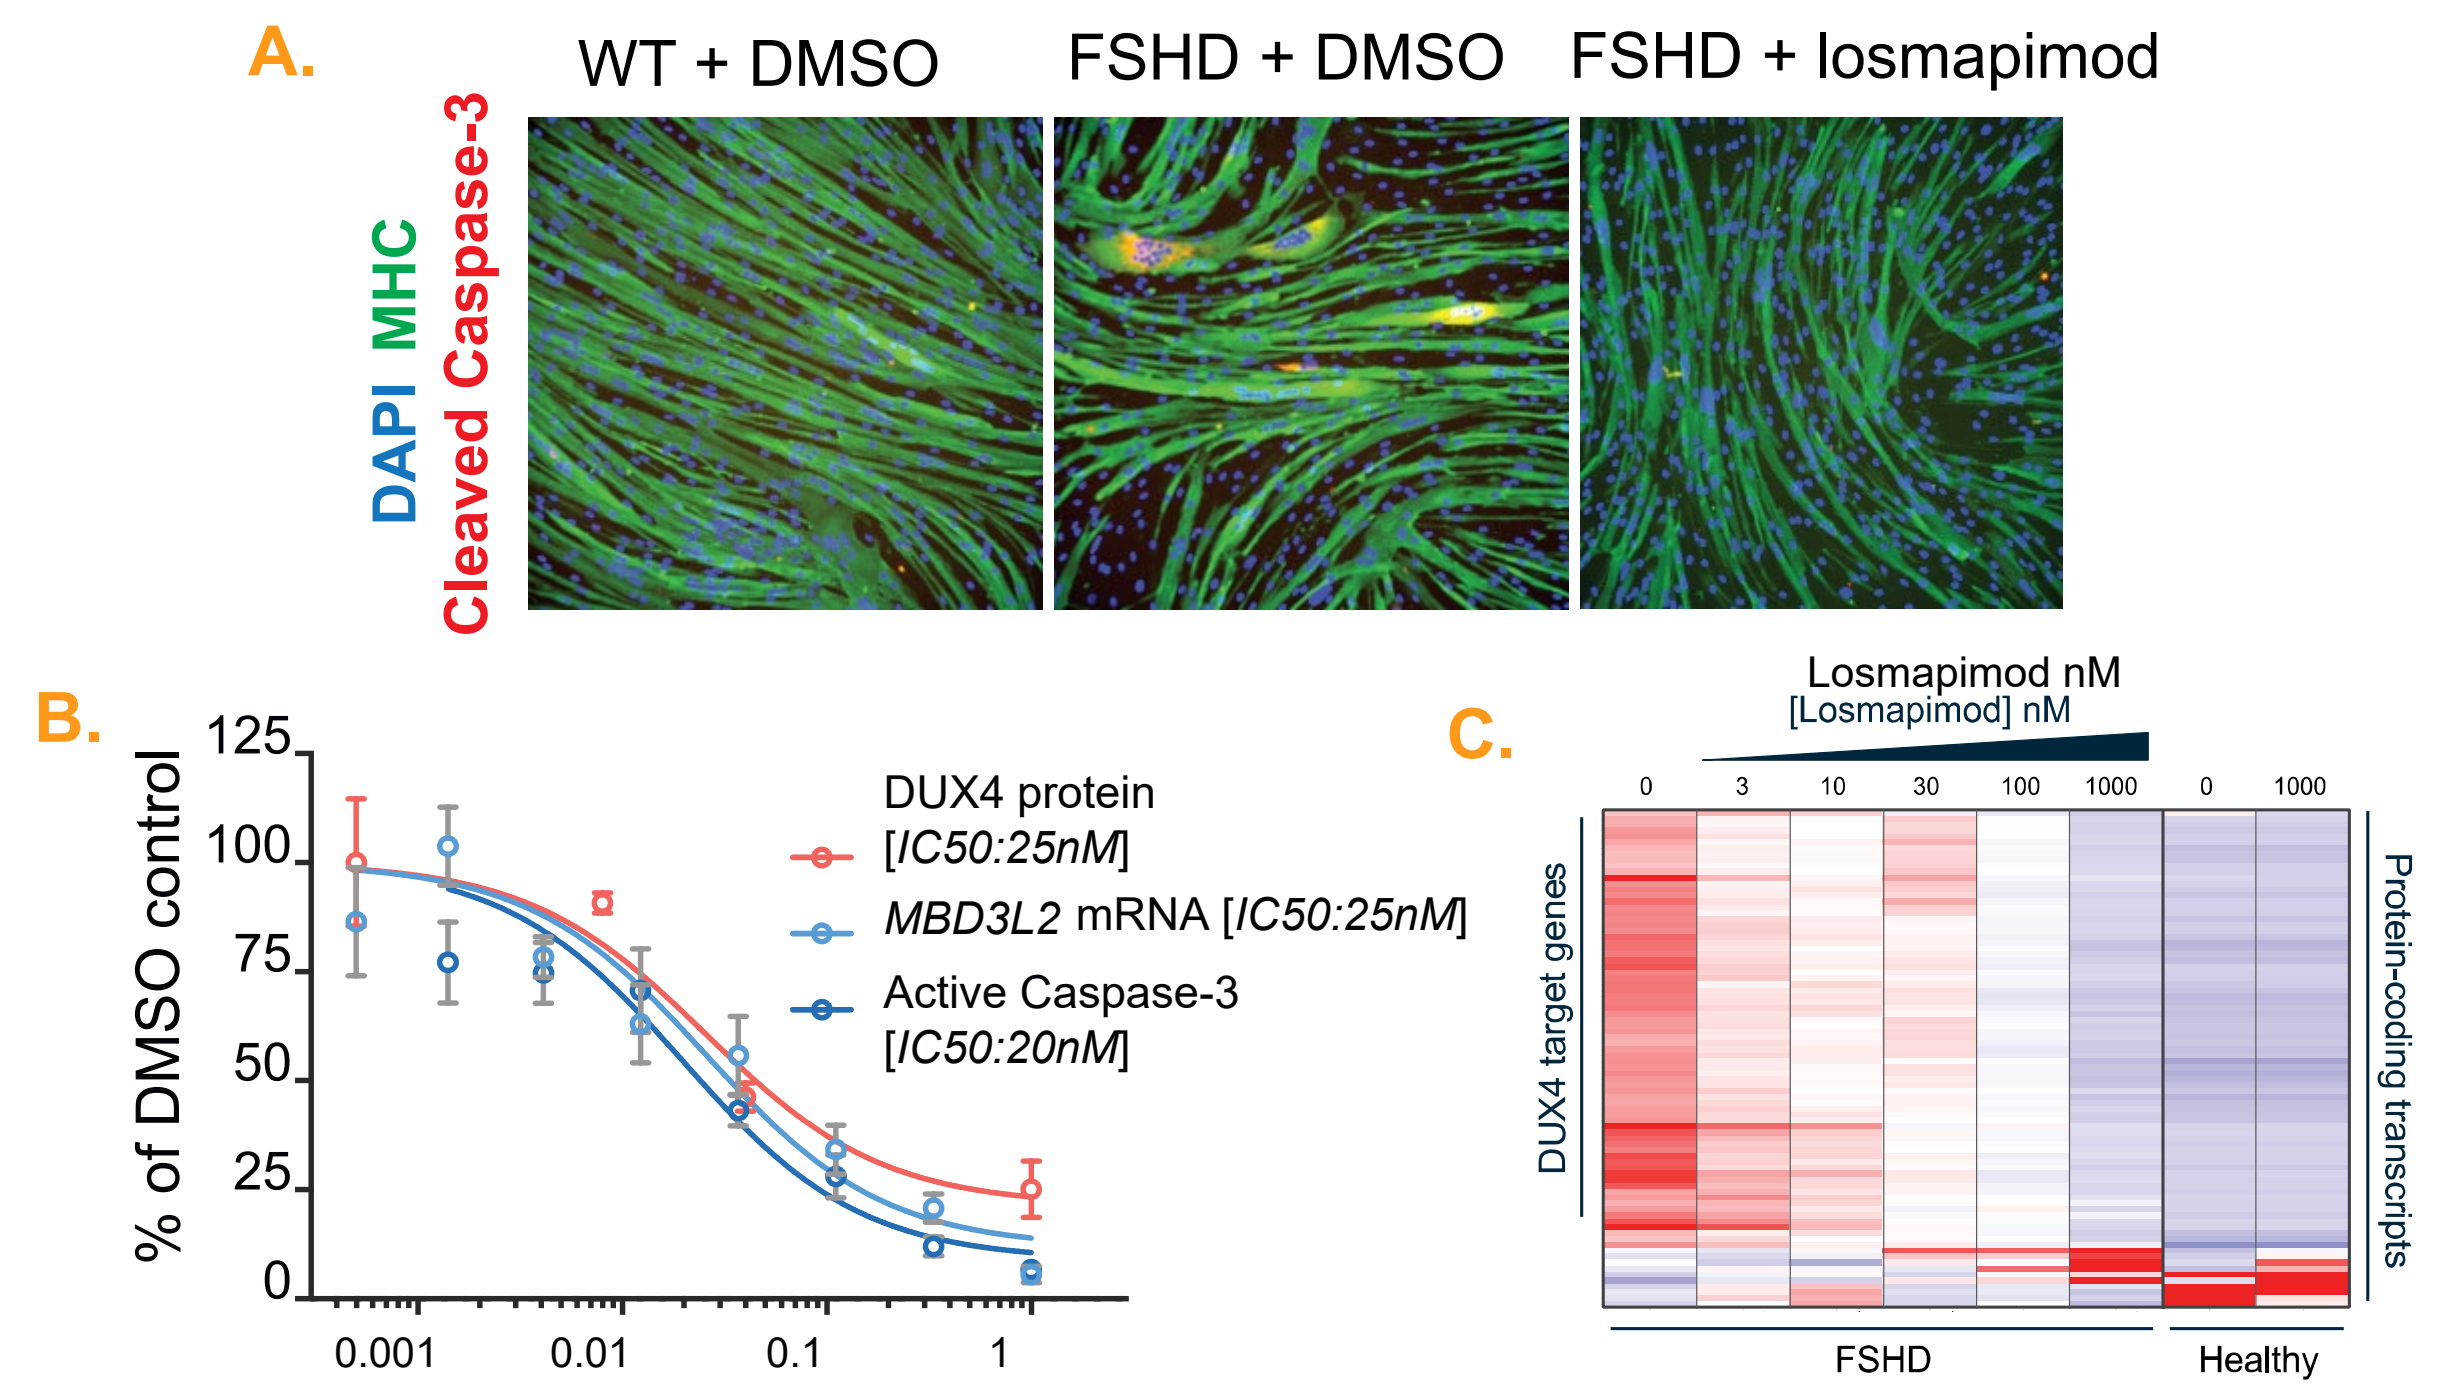 A.
WT + DMSO
FSHD + DMSO
FSHD + losmapimod
DAPI MHC
Cleaved Caspase-3
B.
% of DMSO control
125
100
75
50
25
0
0.001
0.01
0.1
1
DUX4 protein
[IC50:25nM]
MBD3L2 mRNA [IC50:25nM]
Active Caspase-3
[IC50:20nM]
C.
Losmapimod nM
[Losmapimod] nM
0 3 10 30 100 1000 0 1000
DUX4 target genes
Protein-coding transcripts
FSHD
Healthy